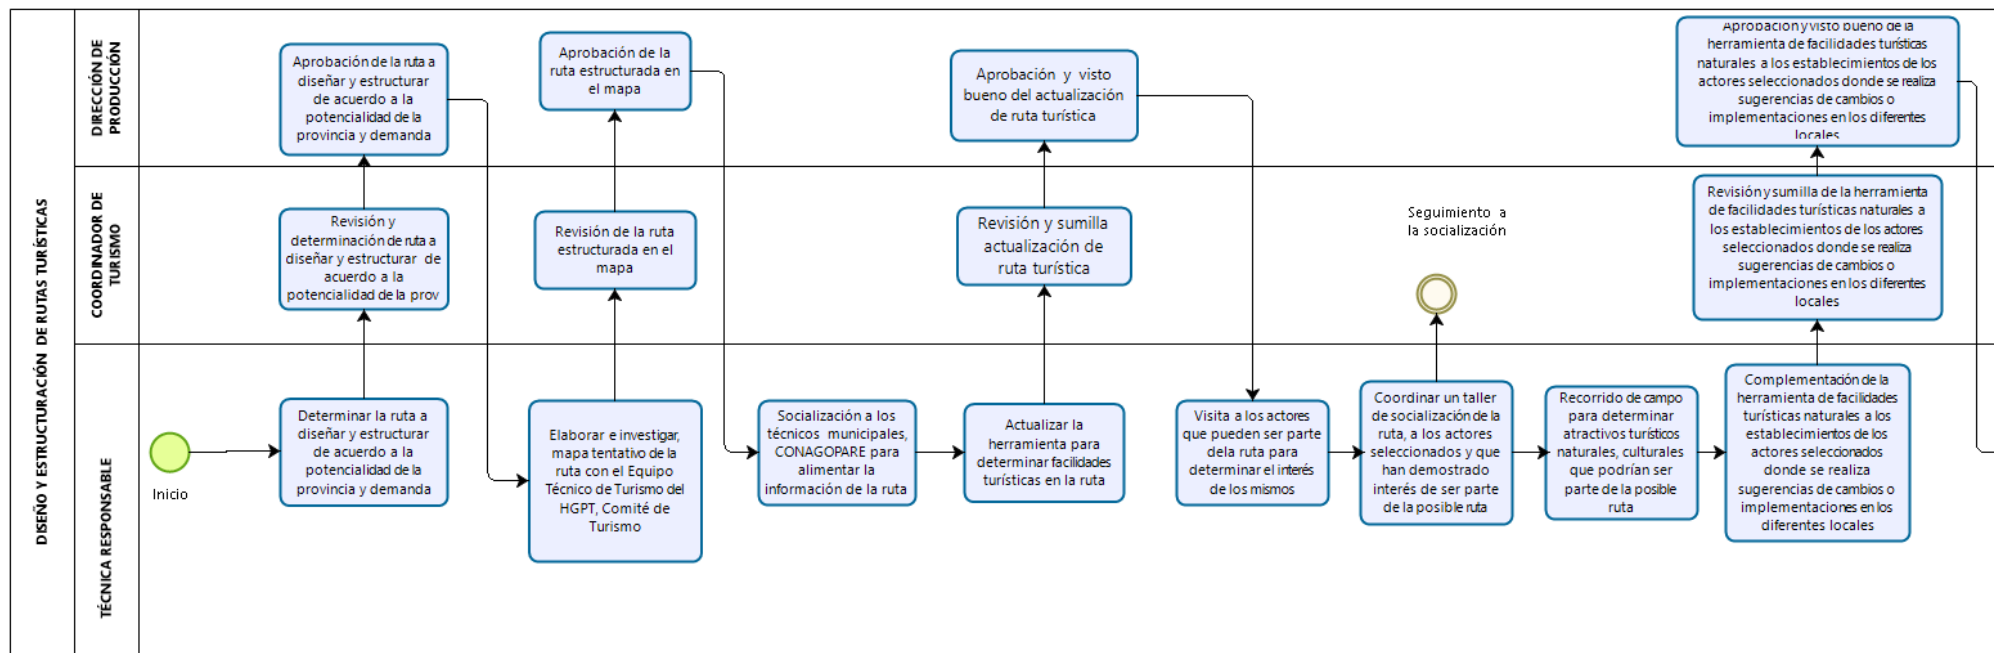 DISEÑO Y ESTRUCTURACIÓN DE RUTAS TURÍSTICAS
DIRECCIÓN DE
PRODUCCIÓN
Aprobación de la ruta a
diseñar y estructurar
de acuerdo a la
potencialidad de la
provincia y demanda
Aprobación de la
ruta estructurada en
el mapa
Aprobación y visto
bueno del actualización
de ruta turística
Aprobación y visto bueno de la
herramienta de facilidades turísticas
naturales a los establecimientos de los
actores seleccionados donde se realiza
sugerencias de cambios o
implementaciones en los diferentes
locales
COORDINADOR DE
TURISMO
Revisión y
determinación de ruta a
diseñar y estructurar de
acuerdo a la
potencialidad de la prov
Revisión de la ruta
estructurada en el
mapa
Revisión y sumilla
actualización de
ruta turística
Seguimiento a
la socialización
Revisión y sumilla de la herramienta
de facilidades turísticas naturales a
los establecimientos de los actores
seleccionados donde se realiza
sugerencias de cambios o
implementaciones en los diferentes
locales
TÉCNICA RESPONSABLE
Inicio
Determinar la ruta a
diseñar y estructurar
de acuerdo a la
potencialidad de la
provincia y demanda
Elaborar e investigar,
mapa tentativo de la
ruta con el Equipo
Técnico de Turismo del
HGPT, Comité de
Turismo
Socialización a los
técnicos municipales,
CONAGOPARE para
alimentar la
información de la ruta
Actualizar la
herramienta para
determinar facilidades
turísticas en la ruta
Visita a los actores
que pueden ser parte
dela ruta para
determinar el interés
de los mismos
Coordinar un taller
de socialización de la
ruta, a los actores
seleccionados y que
han demostrado
interés de ser parte
de la posible ruta
Recorrido de campo
para determinar
atractivos turísticos
naturales, culturales
que podrían ser
parte de la posible
ruta
Complementación de la
herramienta de facilidades
turísticas naturales a los
establecimientos de los
actores seleccionados
donde se realiza
sugerencias de cambios o
implementaciones en los
diferentes locales